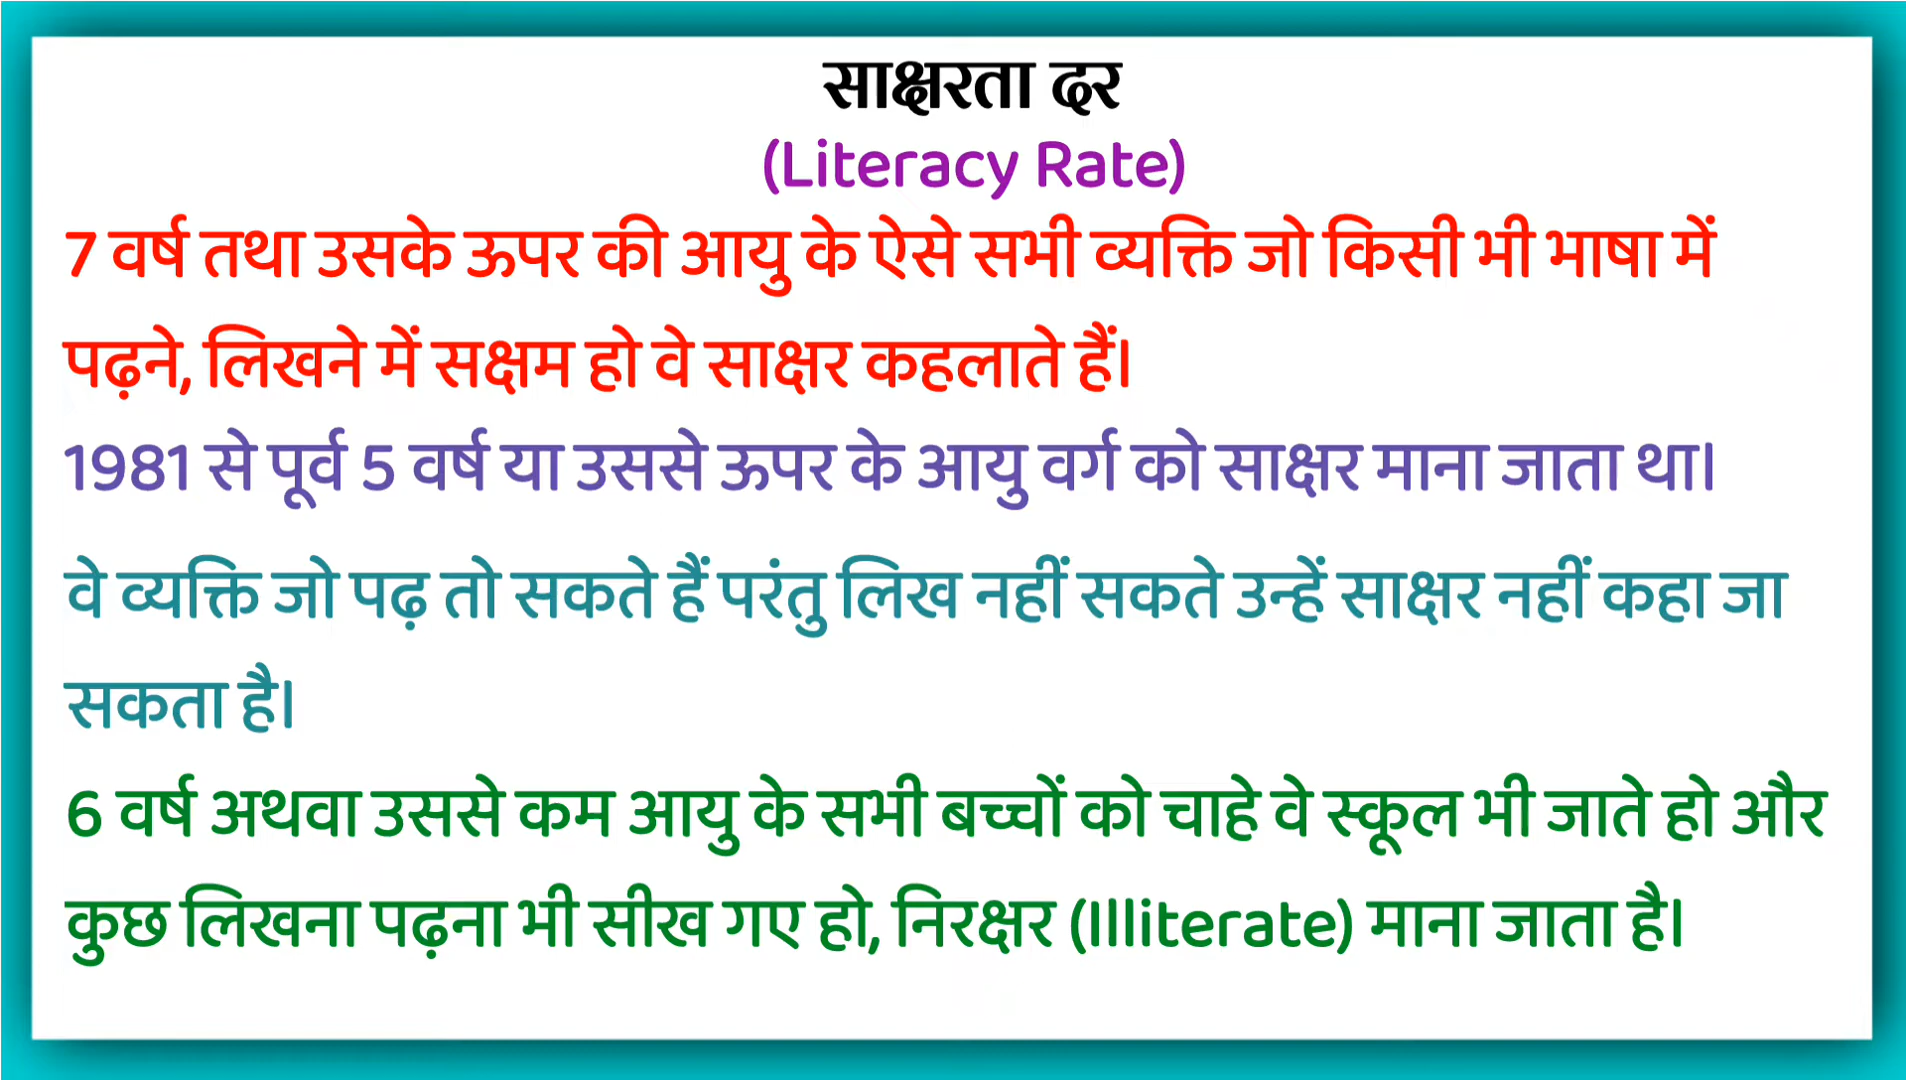 साक्षरता दर
(Literacy Rate)
7 वर्ष तथा उसके ऊपर की आयु के ऐसे सभी व्यक्ति जो किसी भी भाषा में
पढ़ने, लिखने में सक्षम हो वे साक्षर कहलाते हैं।
1981 से पूर्व 5 वर्ष या उससे ऊपर के आयु वर्ग को साक्षर माना जाता था।
वे व्यक्ति जो पढ़ तो सकते हैं परंतु लिख नहीं सकते उन्हें साक्षर नहीं कहा जा
सकता है।
6 वर्ष अथवा उससे कम आयु के सभी बच्चों को चाहे वे स्कूल भी जाते हो और
कुछ लिखना पढ़ना भी सीख गए हो, निरक्षर (Illiterate) माना जाता है।